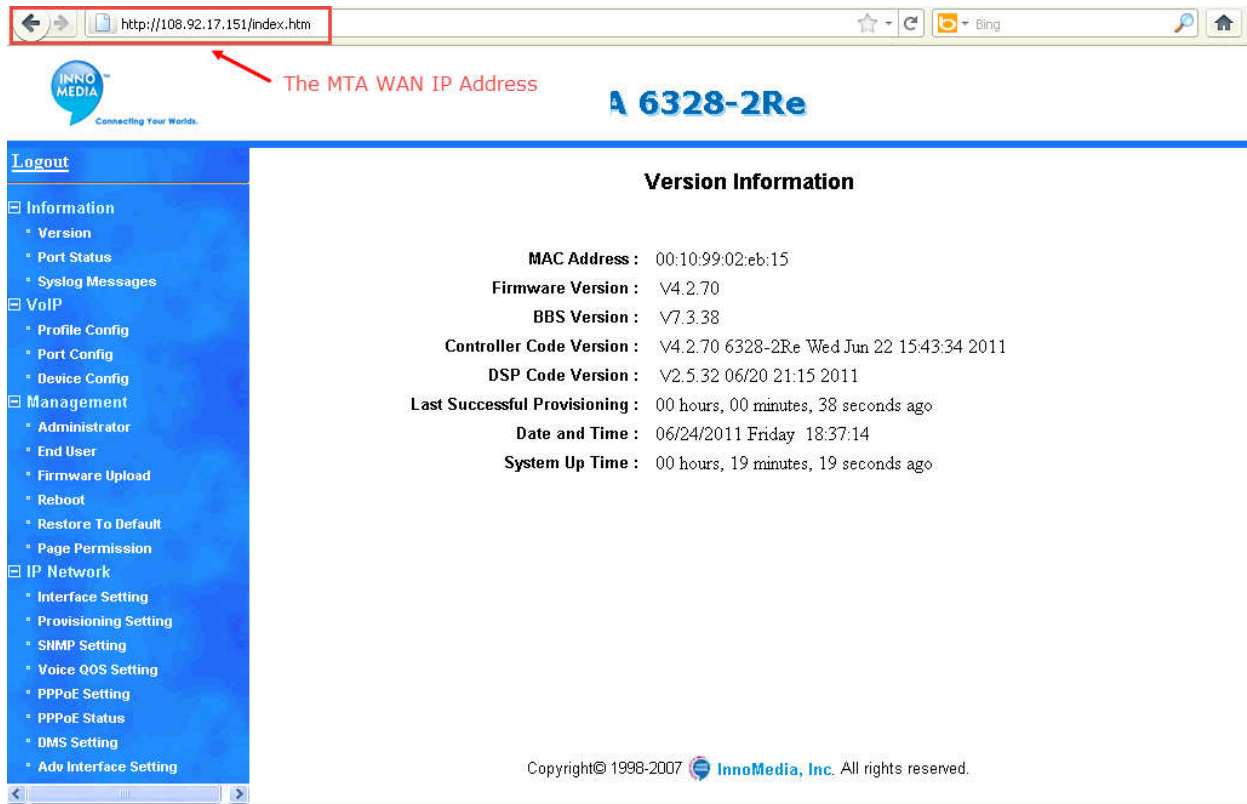 http://108.92.17.151/index.htm
Bing
The MTA WAN IP Address
INNO
MEDIA
TM
Connecting Your Worlds.
A 6328-2Re
Logout
Information
Version
Port Status
Syslog Messages
VoIP
Profile Config
Port Config
Device Config
Management
Administrator
End User
Firmware Upload
Reboot
Restore To Default
Page Permission
IP Network
Interface Setting
Provisioning Setting
SNMP Setting
Voice QOS Setting
PPPoE Setting
PPPoE Status
DMS Setting
Adv Interface Setting
Version Information
MAC Address : 00:10:99:02:eb:15
Firmware Version : V4.2.70
BBS Version : V7.3.38
Controller Code Version : V4.2.70 6328-2Re Wed Jun 22 15:43:34 2011
DSP Code Version : V2.5.32 06/20 21:15 2011
Last Successful Provisioning : 00 hours, 00 minutes, 38 seconds ago
Date and Time : 06/24/2011 Friday 18:37:14
System Up Time : 00 hours, 19 minutes, 19 seconds ago
Copyright© 1998-2007 InnoMedia, Inc. All rights reserved.